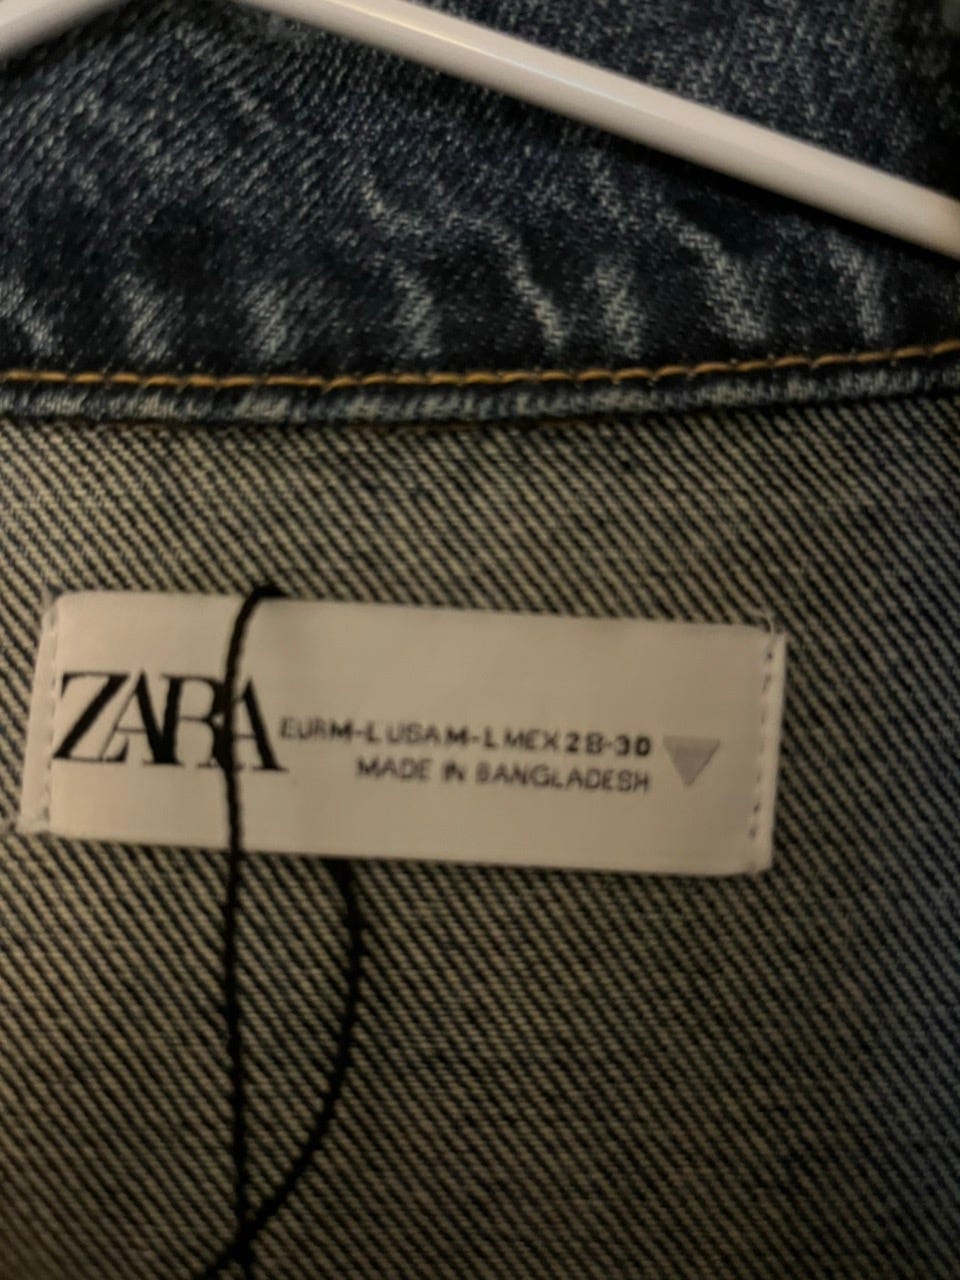 ZARA
EUR M-L USA M-L MEX 28-30
MADE IN BANGLADESH